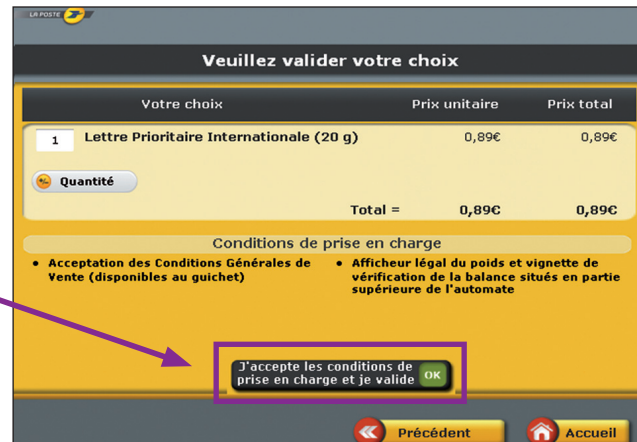 LA POSTE
Veuillez valider votre choix
Votre choix Prix unitaire Prix total
1 Lettre Prioritaire Internationale (20 g) 0,89€ 0,89€
Quantité
Total = 0,89€ 0,89€
Conditions de prise en charge
• Acceptation des Conditions Générales de
Vente (disponibles au guichet)
• Afficheur légal du poids et vignette de
vérification de la balance situés en partie
supérieure de l'automate
J'accepte les conditions de
prise en charge et je valide OK
Précédent Accueil